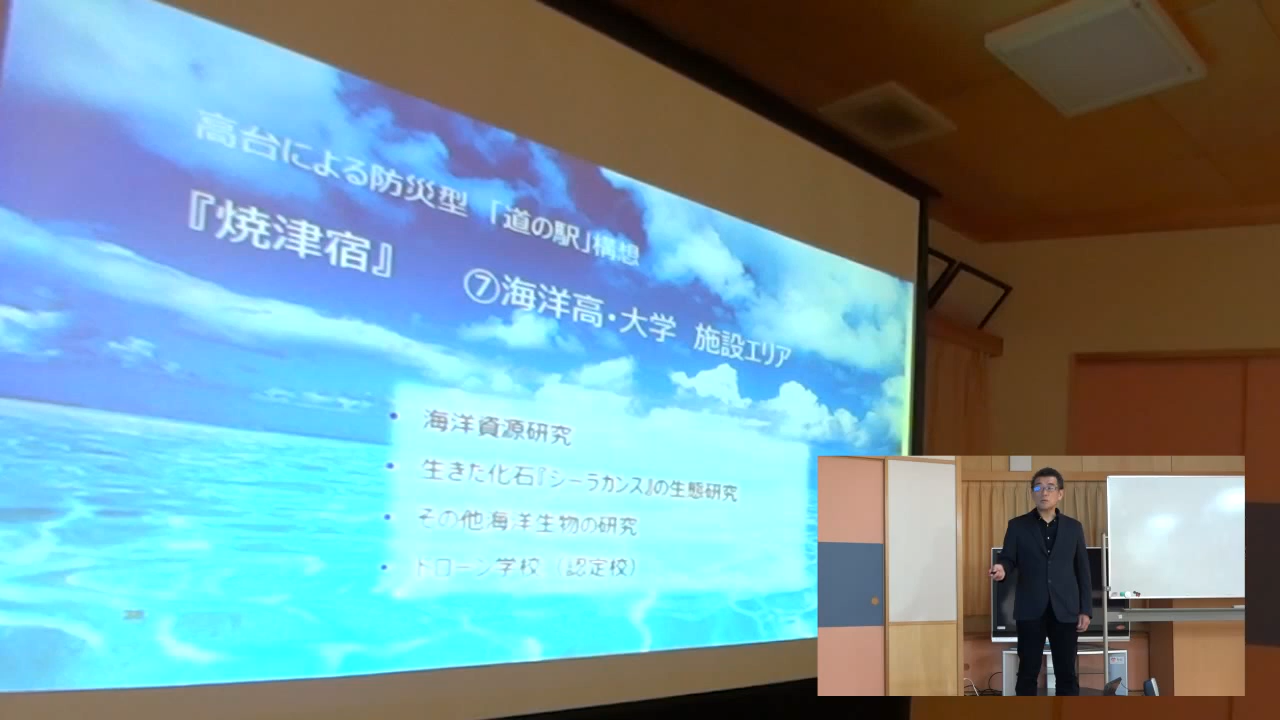 高台による防災型 「道の駅」構想
『焼津宿』
⑦海洋高・大学 施設エリア
• 海洋資源研究
• 生きた化石『シーラカンス』の生態研究
• その他海洋生物の研究
• ドローン学校（認定校）